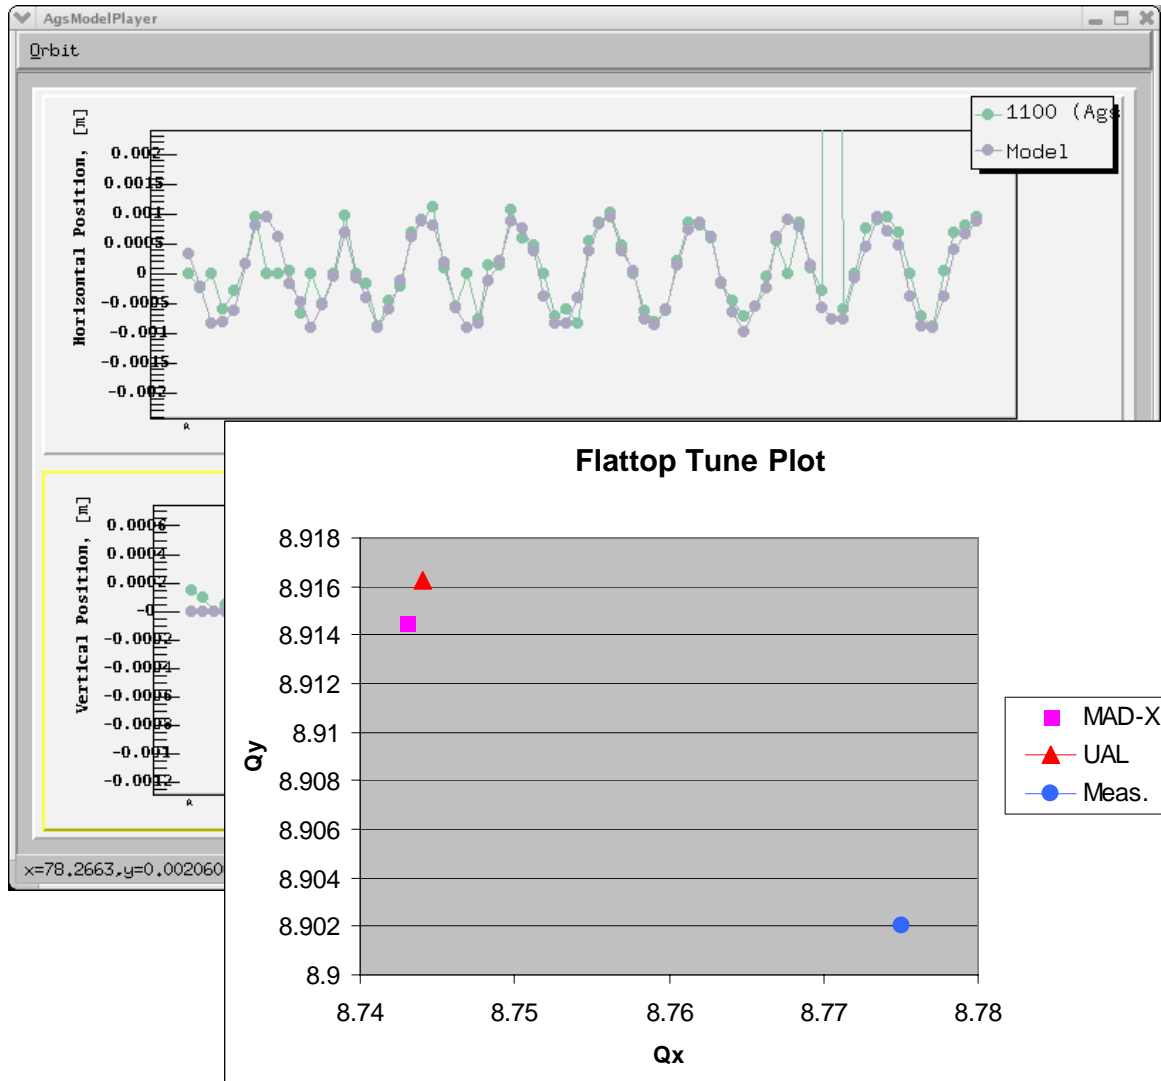 AgsModelPlayer
Orbit
Horizontal Position, [m]
0.002
0.0015
0.001
0.0005
0
-0.0005
-0.001
-0.0015
-0.002
A
1100 (Ags
Model
Vertical Position, [m]
0.0006
0.0004
0.0002
-0
-0.0002
-0.0004
-0.0006
-0.0008
-0.001
-0.0012
A
x=78.2663,y=0.002060
Flattop Tune Plot
Qy
8.918
8.916
8.914
8.912
8.91
8.908
8.906
8.904
8.902
8.9
8.74 8.75 8.76 8.77 8.78
Qx
MAD-X
UAL
Meas.